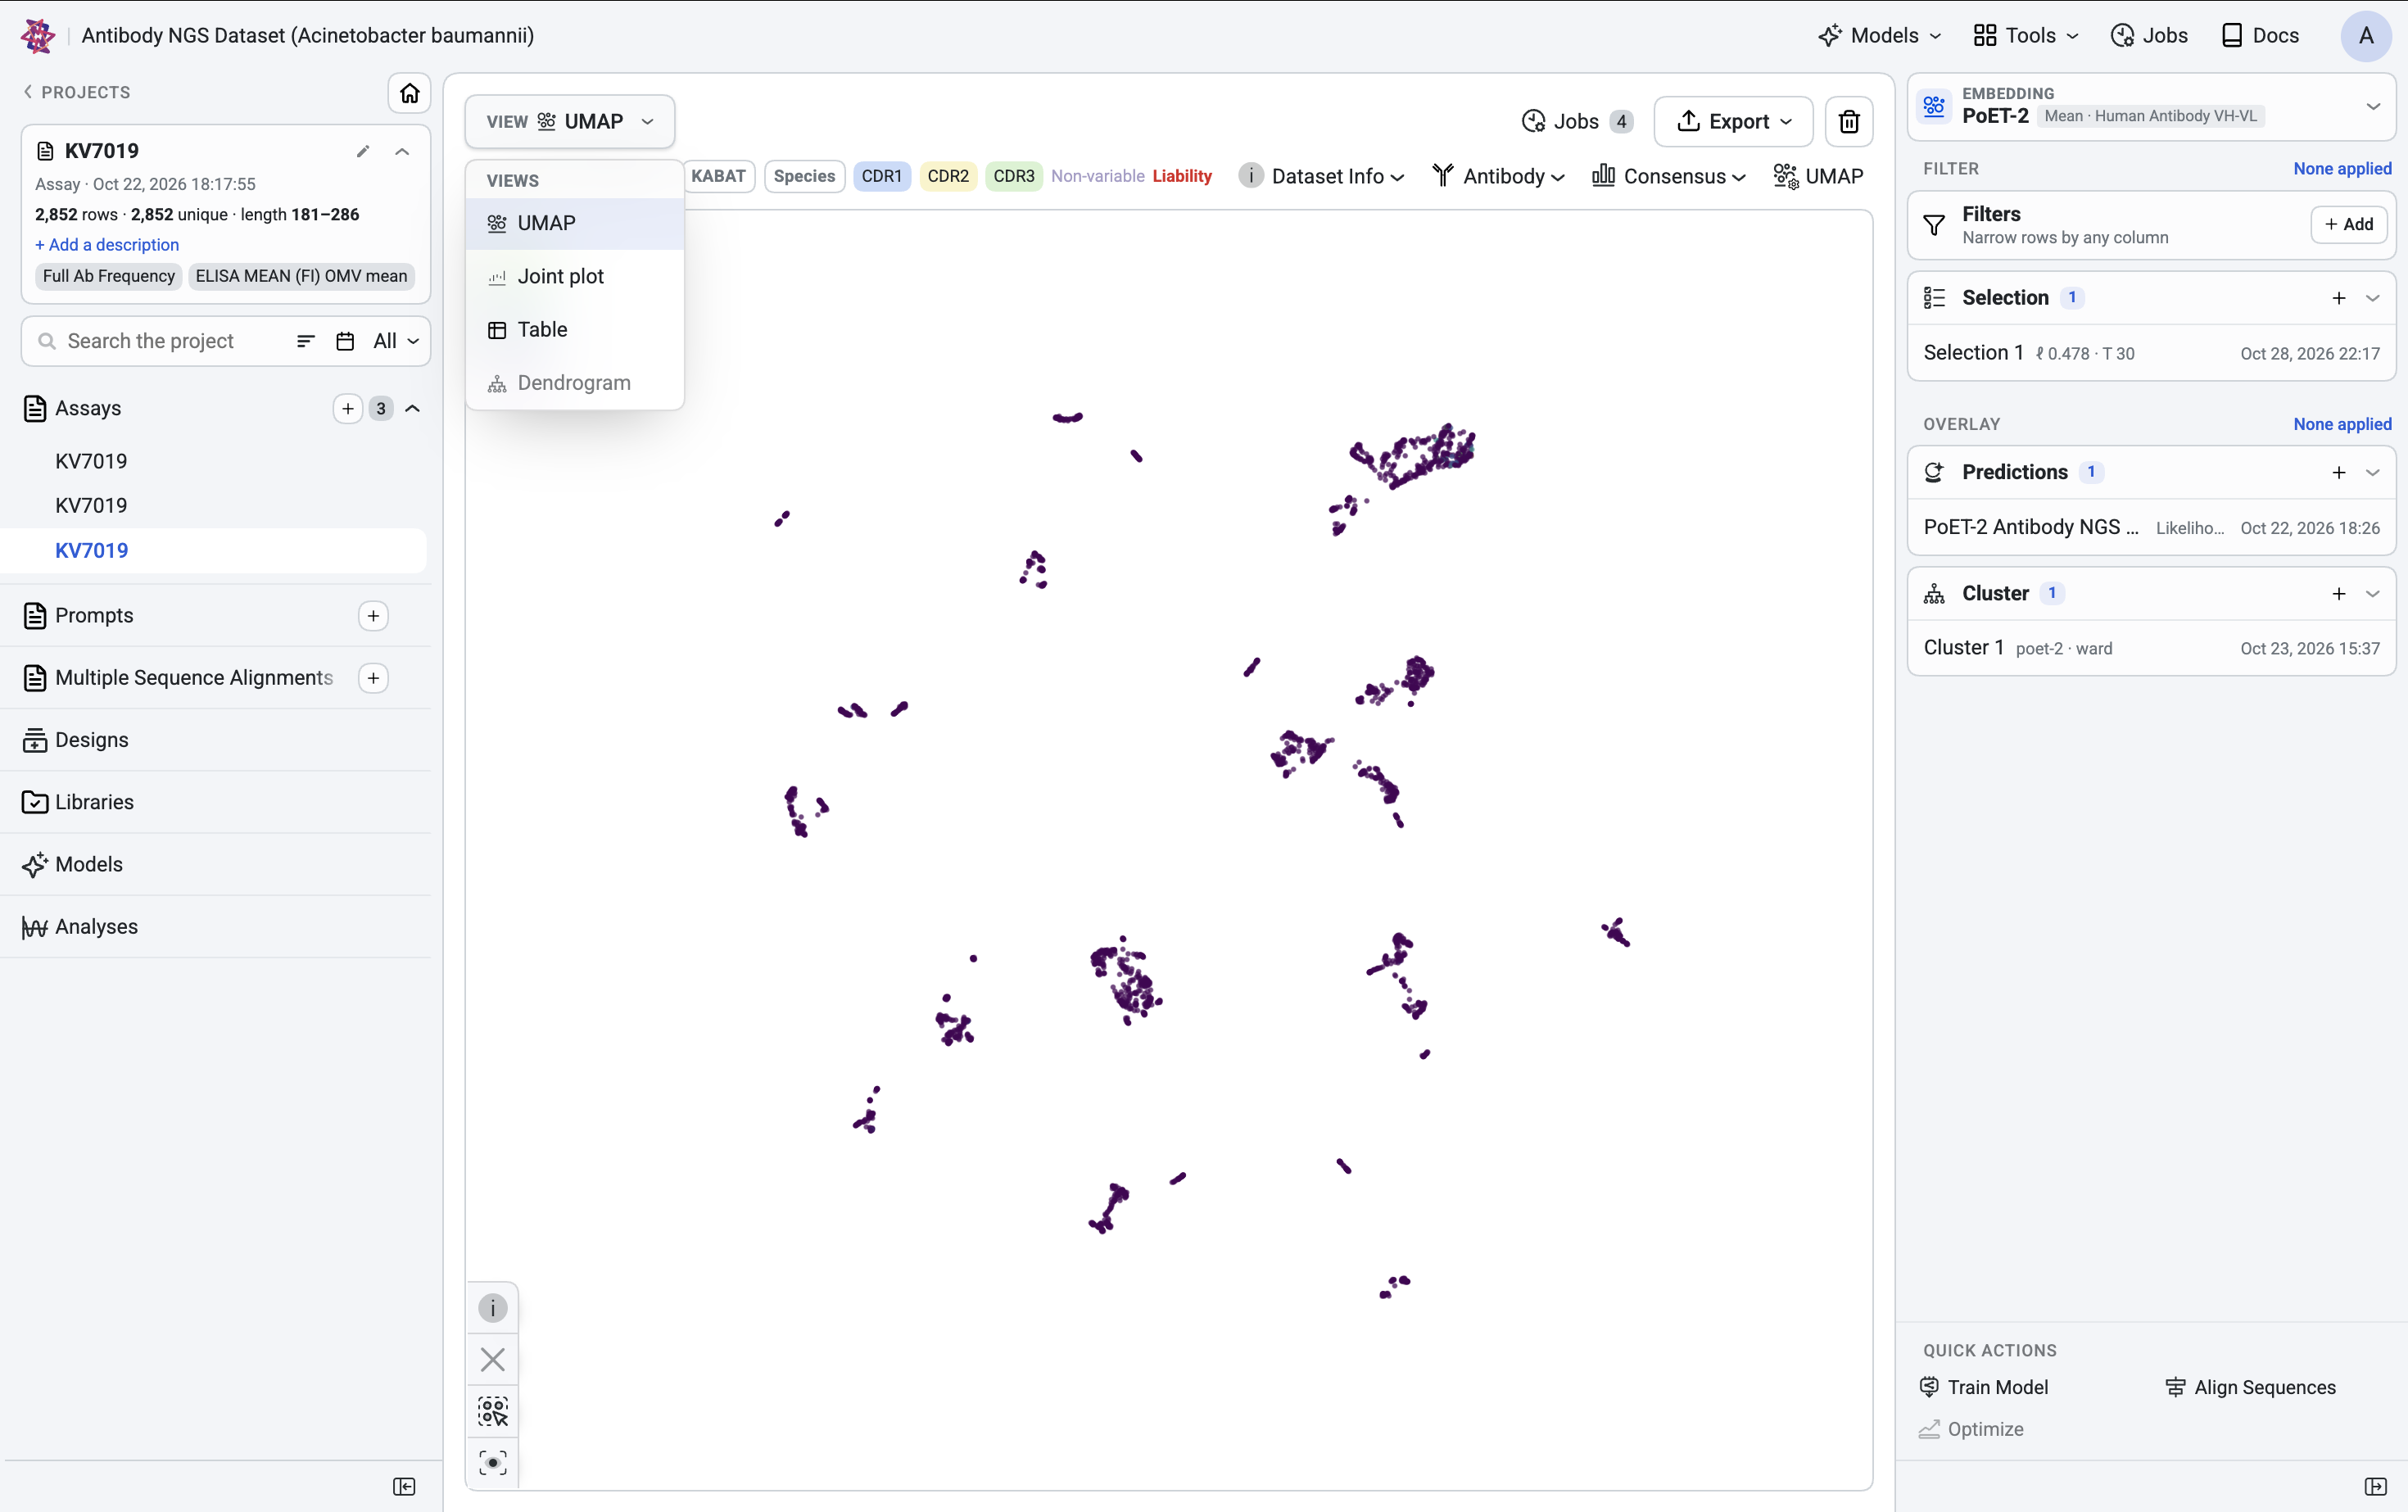 Antibody NGS Dataset (Acinetobacter baumannii)
Models
Tools
Jobs
Docs
A
PROJECTS
KV7019
Assay · Oct 22, 2026 18:17:55
2,852 rows · 2,852 unique · length 181–286
+ Add a description
Full Ab Frequency
ELISA MEAN (FI) OMV mean
Search the project
All
Assays
3
KV7019
KV7019
KV7019
Prompts
Multiple Sequence Alignments
Designs
Libraries
Models
Analyses
VIEW UMAP
Jobs 4
Export
VIEWS
UMAP
Joint plot
Table
Dendrogram
KABAT
Species
CDR1
CDR2
CDR3
Non-variable
Liability
Dataset Info
Antibody
Consensus
UMAP
EMBEDDING
PoET-2
Mean · Human Antibody VH-VL
FILTER
None applied
Filters
Narrow rows by any column
+ Add
Selection 1
Selection 1 ℓ 0.478 · T 30 Oct 28, 2026 22:17
OVERLAY
None applied
Predictions 1
PoET-2 Antibody NGS ... Likeliho... Oct 22, 2026 18:26
Cluster 1
Cluster 1 poet-2 · ward Oct 23, 2026 15:37
QUICK ACTIONS
Train Model
Align Sequences
Optimize